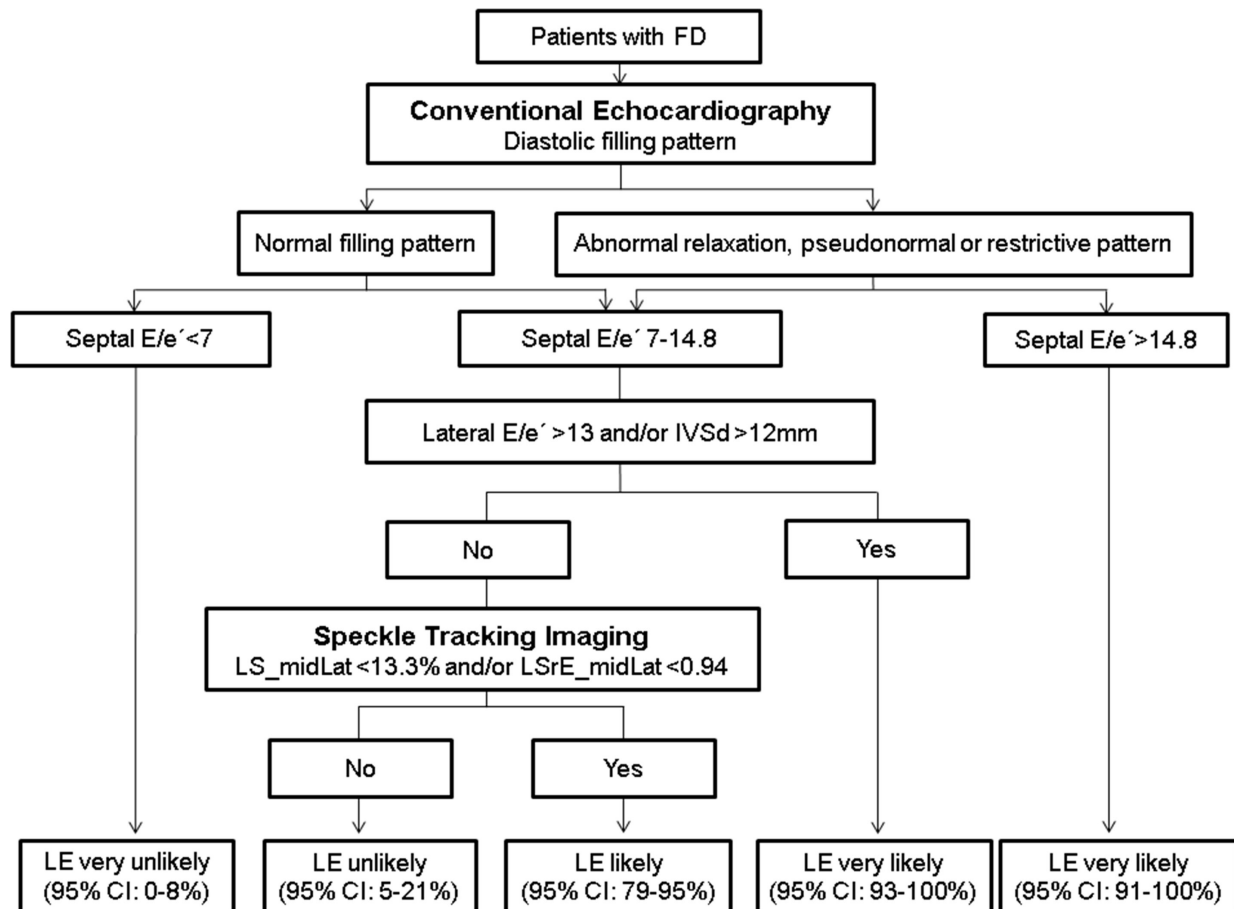 Patients with FD
Conventional Echocardiography
Diastolic filling pattern
Normal filling pattern
Abnormal relaxation, pseudonormal or restrictive pattern
Septal E/e´<7
Septal E/e´ 7-14.8
Septal E/e´>14.8
Lateral E/e´ >13 and/or IVSd >12mm
No
Yes
Speckle Tracking Imaging
LS_midLat <13.3% and/or LSrE_midLat <0.94
No
Yes
LE very unlikely
(95% CI: 0-8%)
LE unlikely
(95% CI: 5-21%)
LE likely
(95% CI: 79-95%)
LE very likely
(95% CI: 93-100%)
LE very likely
(95% CI: 91-100%)